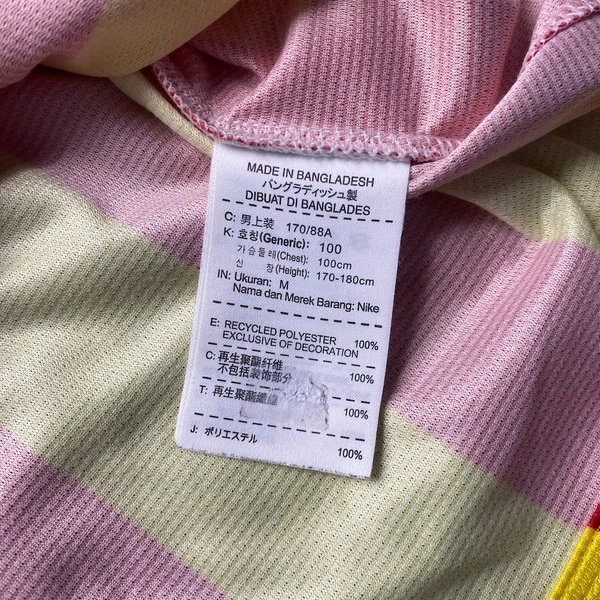 MADE IN BANGLADESH
バングラディッシュ製
DIBUAT DI BANGLADES
C: 男上装 170/88A
K: 호칭(Generic): 100
가슴둘레(Chest): 100cm
신 장(Height): 170-180cm
IN: Ukuran: M
Nama dan Merek Barang: Nike
E: RECYCLED POLYESTER 100%
EXCLUSIVE OF DECORATION
C: 再生聚酯纤维
不包括装饰部分 100%
T: 再生聚酯纖維 100%
J: ポリエステル 100%